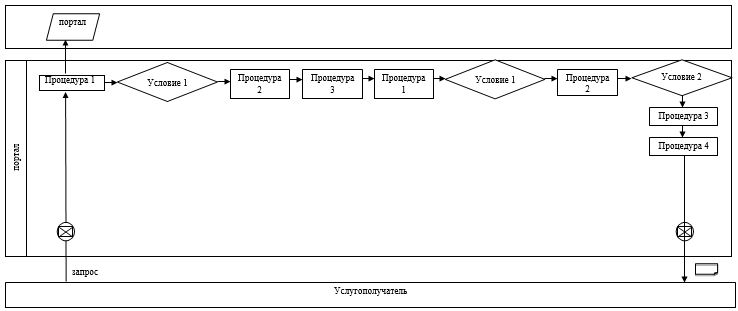 портал
Процедура 1
Условие 1
Процедура
2
Процедура
3
Процедура
1
Условие 1
Процедура
2
Условие 2
Процедура 3
Процедура 4
портал
запрос
Услугополучатель